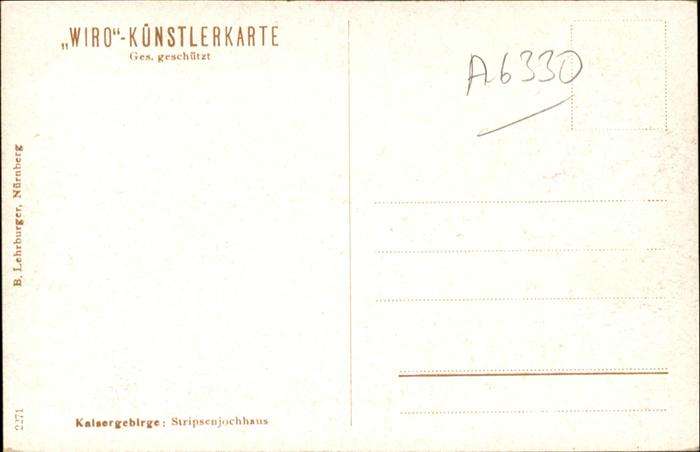 „WIRO“-KÜNSTLERKARTE
Ges. geschützt
A6330
B. Lehrburger, Nürnberg
2271
Kaisergebirge: Stripsenjochhaus